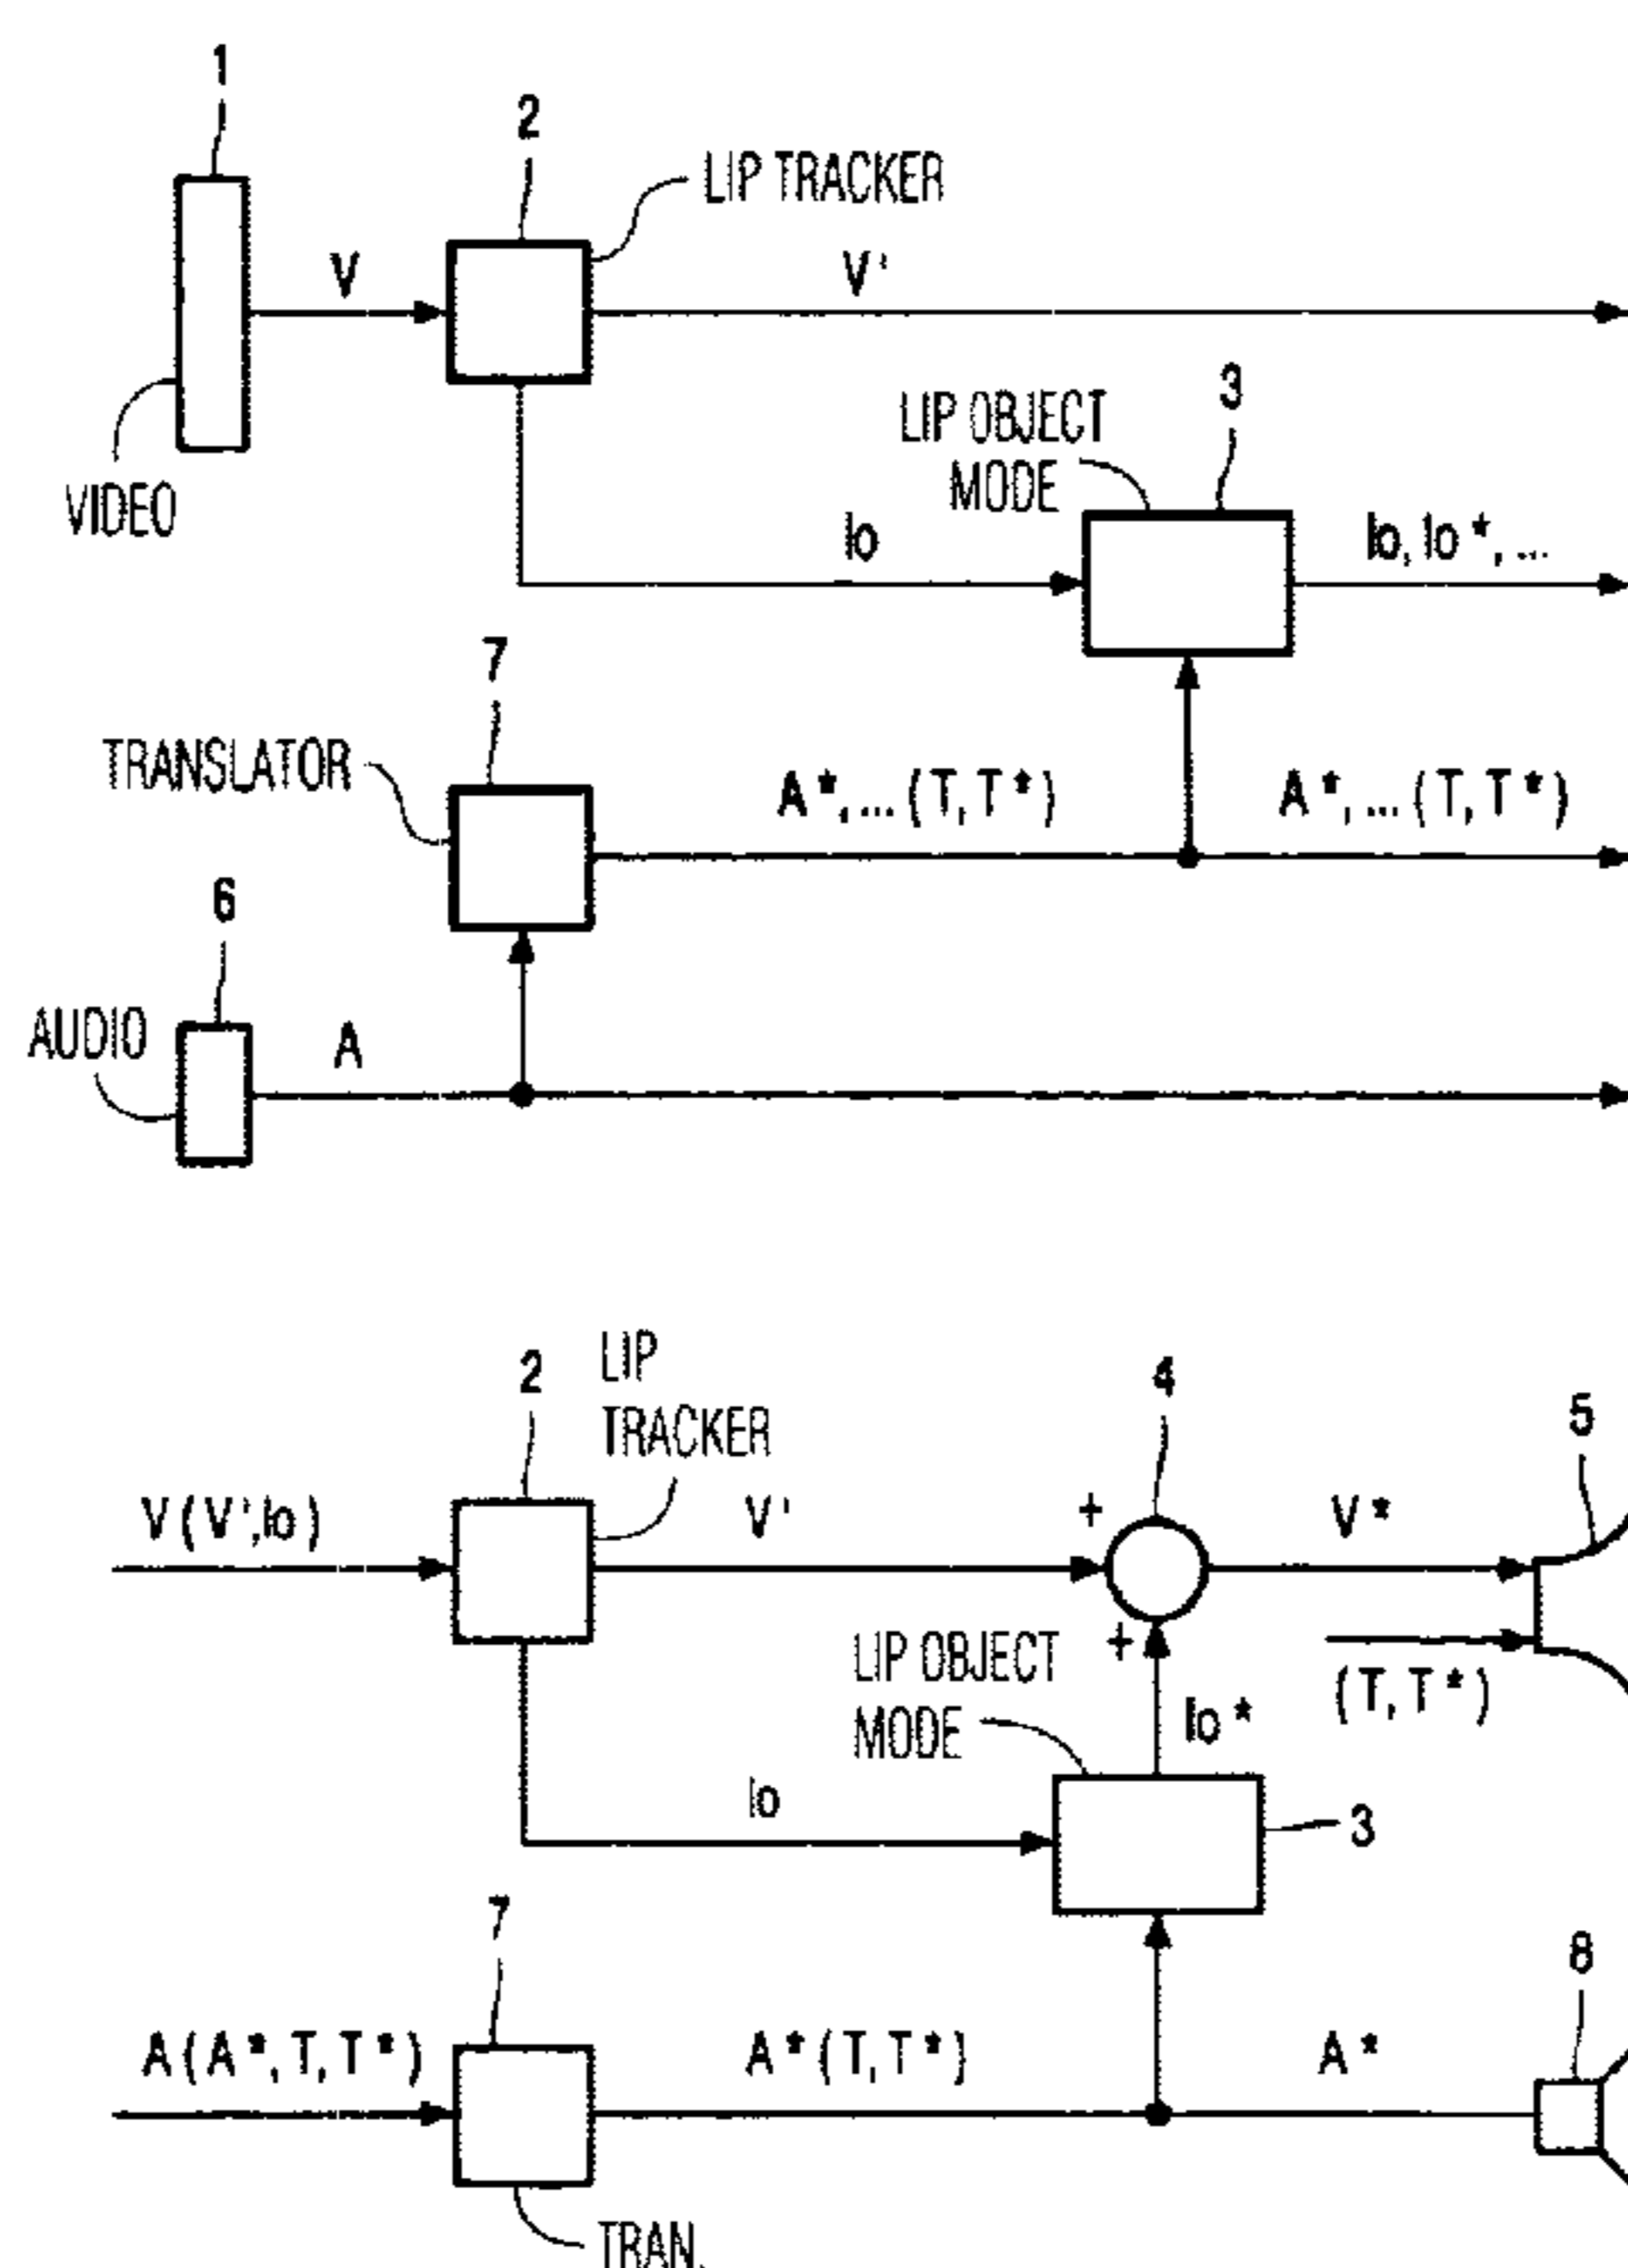 1
2
LIP TRACKER
V
V'
VIDEO
LIP OBJECT
MODE
3
lo
lo, lo*, ...
7
TRANSLATOR
A*, ... (T, T*)
A*, ... (T, T*)
6
AUDIO
A
2
LIP
TRACKER
4
5
V(V',lo)
V'
+
V*
+
(T, T*)
LIP OBJECT
MODE
lo*
lo
3
7
8
A(A*, T, T*)
A*(T, T*)
A*
TRAN.